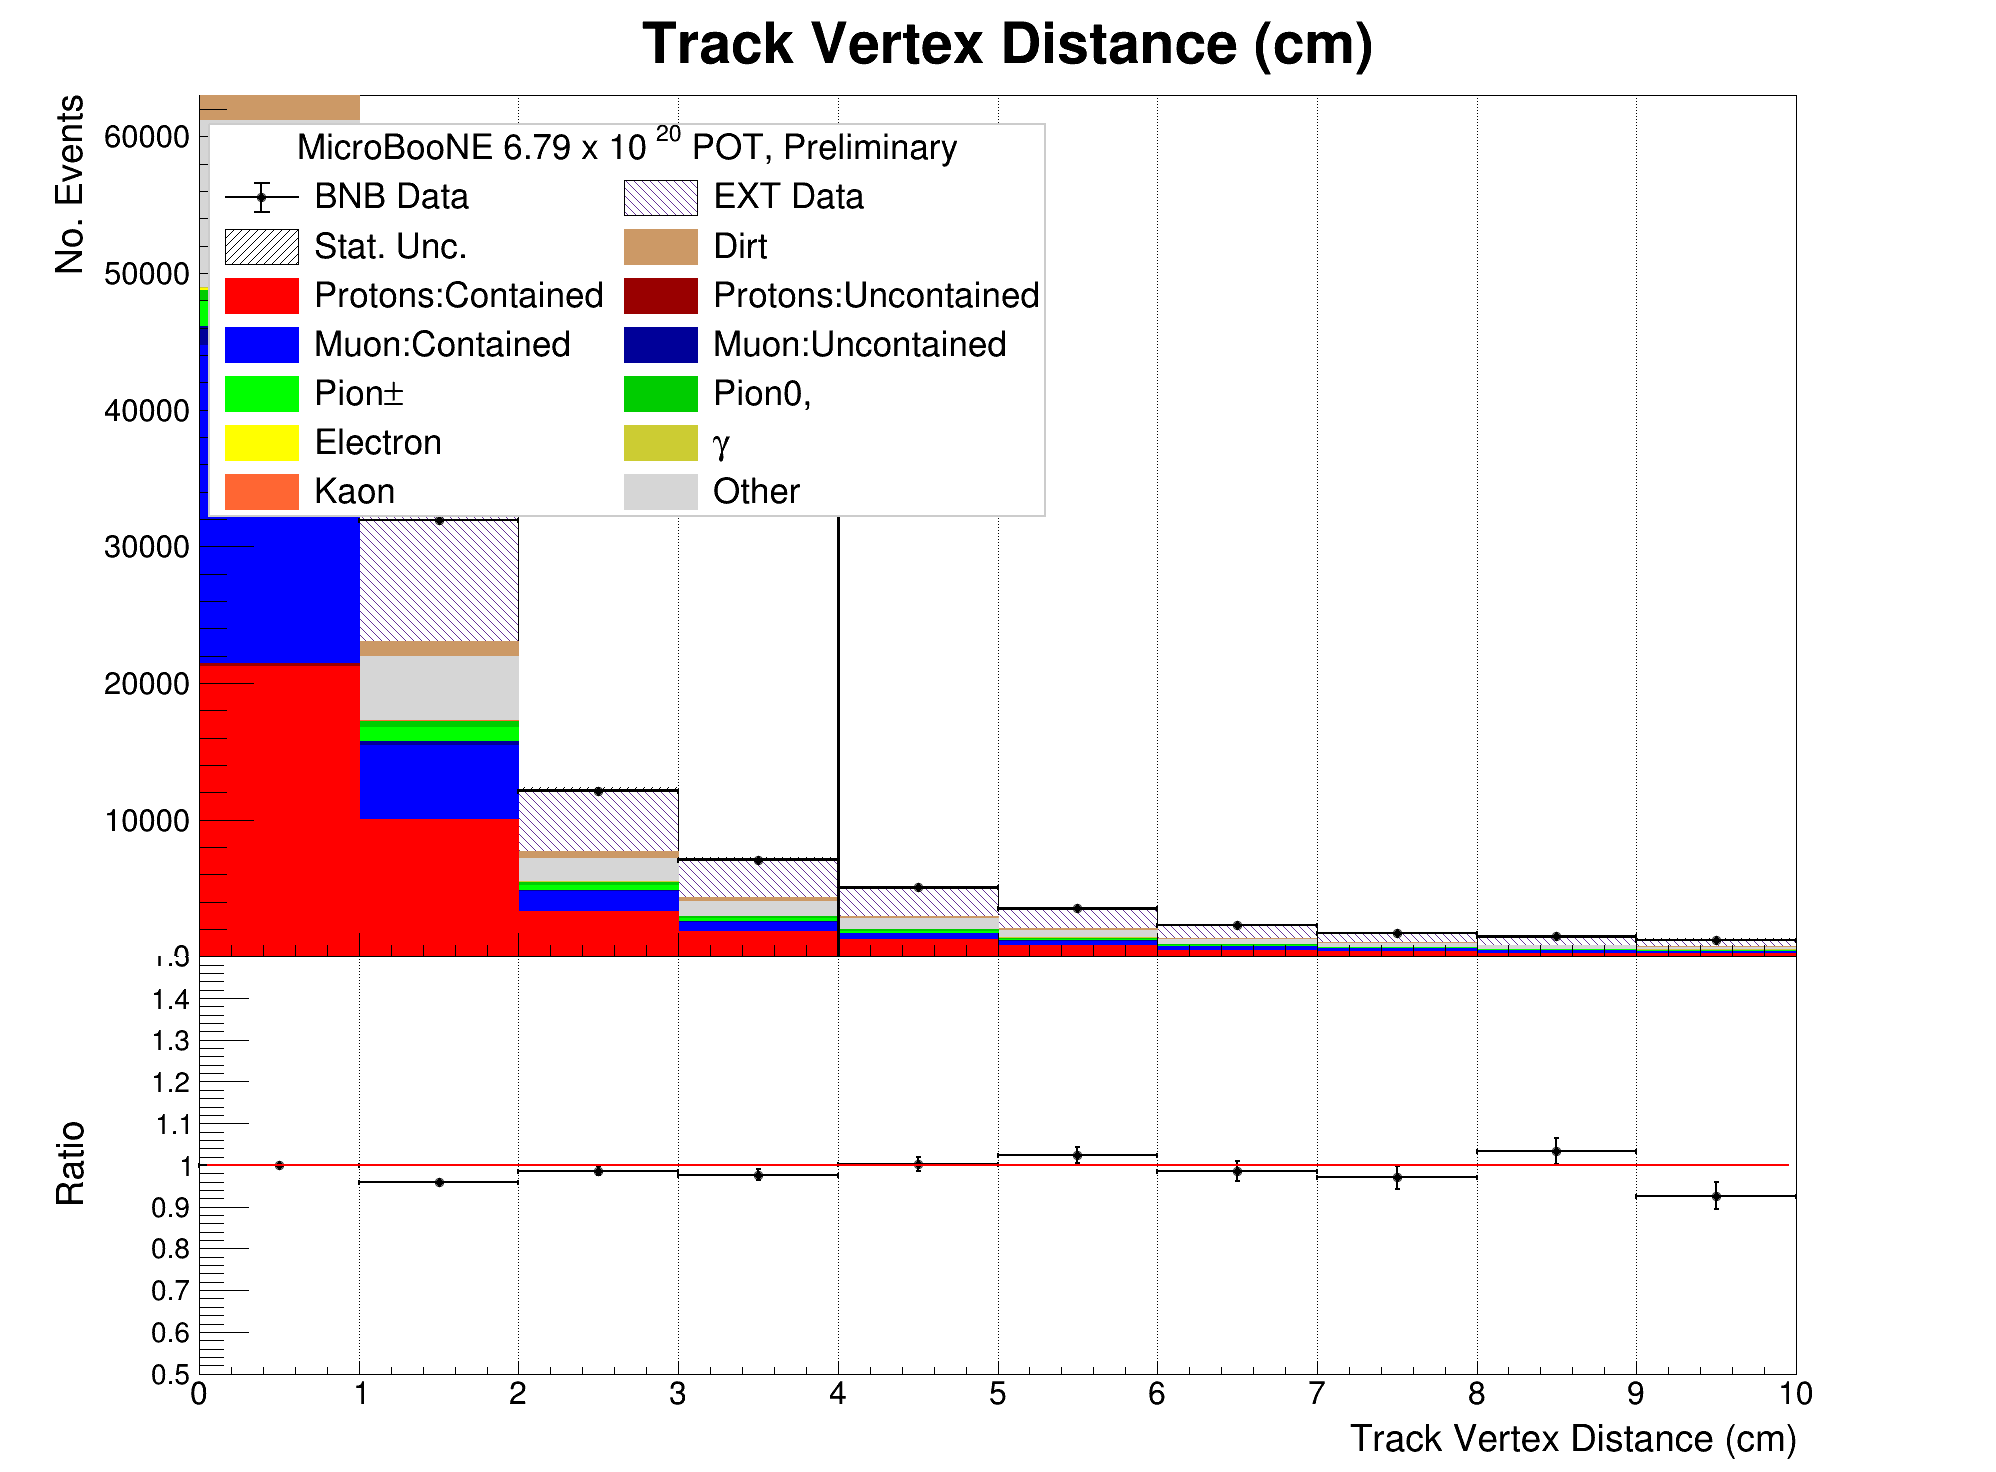 Track Vertex Distance (cm)
No. Events
60000
50000
40000
30000
20000
10000
MicroBooNE 6.79 x 10 20 POT, Preliminary
BNB Data
EXT Data
Stat. Unc.
Dirt
Protons:Contained
Protons:Uncontained
Muon:Contained
Muon:Uncontained
Pion±
Pion0,
Electron
γ
Kaon
Other
Ratio
1.4
1.3
1.2
1.1
1
0.9
0.8
0.7
0.6
0.5
0 1 2 3 4 5 6 7 8 9 10
Track Vertex Distance (cm)